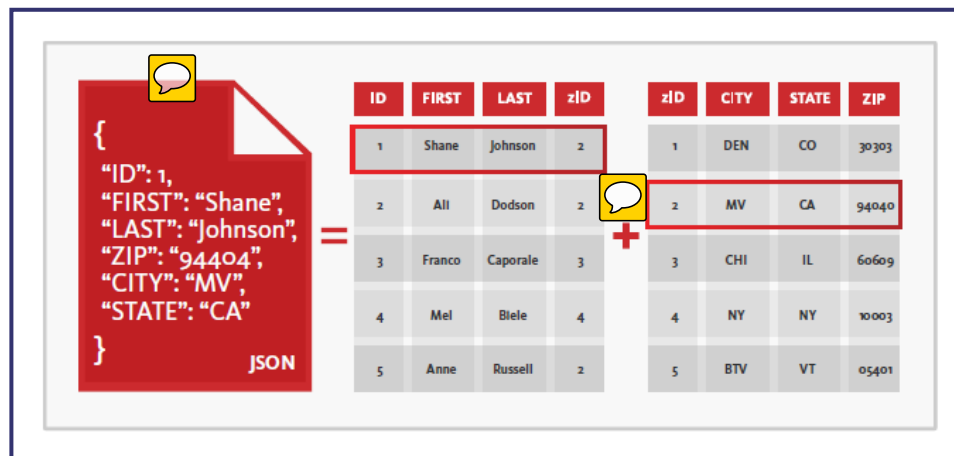 {
“ID”: 1,
“FIRST”: “Shane”,
“LAST”: “Johnson”,
“ZIP”: “94404”,
“CITY”: “MV”,
“STATE”: “CA”
}
JSON
=
ID FIRST LAST zID
1 Shane Johnson 2
2 Ali Dodson 2
3 Franco Caporale 3
4 Mel Biele 4
5 Anne Russell 2
+
zID CITY STATE ZIP
1 DEN CO 30303
2 MV CA 94040
3 CHI IL 60609
4 NY NY 10003
5 BTV VT 05401